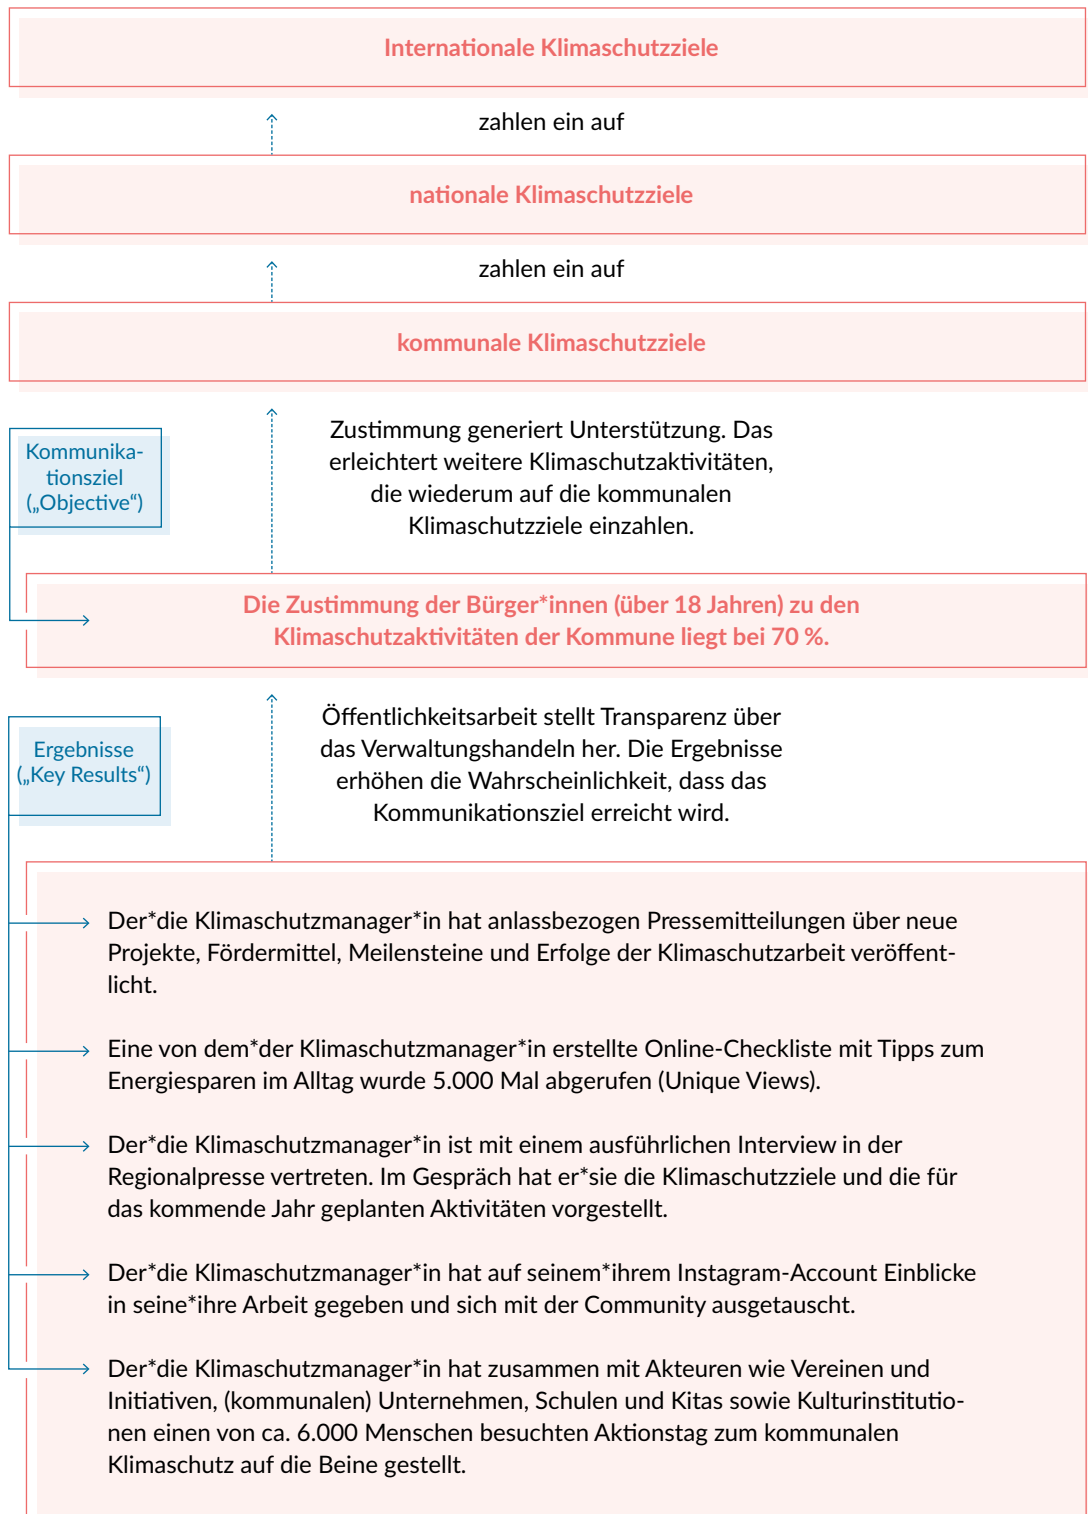 Internationale Klimaschutzziele
zahlen ein auf
nationale Klimaschutzziele
zahlen ein auf
kommunale Klimaschutzziele
Kommunika-
tionsziel
(„Objective“)
Zustimmung generiert Unterstützung. Das
erleichtert weitere Klimaschutzaktivitäten,
die wiederum auf die kommunalen
Klimaschutzziele einzahlen.
Die Zustimmung der Bürger*innen (über 18 Jahren) zu den
Klimaschutzaktivitäten der Kommune liegt bei 70 %.
Ergebnisse
(„Key Results“)
Öffentlichkeitsarbeit stellt Transparenz über
das Verwaltungshandeln her. Die Ergebnisse
erhöhen die Wahrscheinlichkeit, dass das
Kommunikationsziel erreicht wird.
Der*die Klimaschutzmanager*in hat anlassbezogen Pressemitteilungen über neue
Projekte, Fördermittel, Meilensteine und Erfolge der Klimaschutzarbeit veröffent-
licht.
Eine von dem*der Klimaschutzmanager*in erstellte Online-Checkliste mit Tipps zum
Energiesparen im Alltag wurde 5.000 Mal abgerufen (Unique Views).
Der*die Klimaschutzmanager*in ist mit einem ausführlichen Interview in der
Regionalpresse vertreten. Im Gespräch hat er*sie die Klimaschutzziele und die für
das kommende Jahr geplanten Aktivitäten vorgestellt.
Der*die Klimaschutzmanager*in hat auf seinem*ihrem Instagram-Account Einblicke
in seine*ihre Arbeit gegeben und sich mit der Community ausgetauscht.
Der*die Klimaschutzmanager*in hat zusammen mit Akteuren wie Vereinen und
Initiativen, (kommunalen) Unternehmen, Schulen und Kitas sowie Kulturinstitutio-
nen einen von ca. 6.000 Menschen besuchten Aktionstag zum kommunalen
Klimaschutz auf die Beine gestellt.